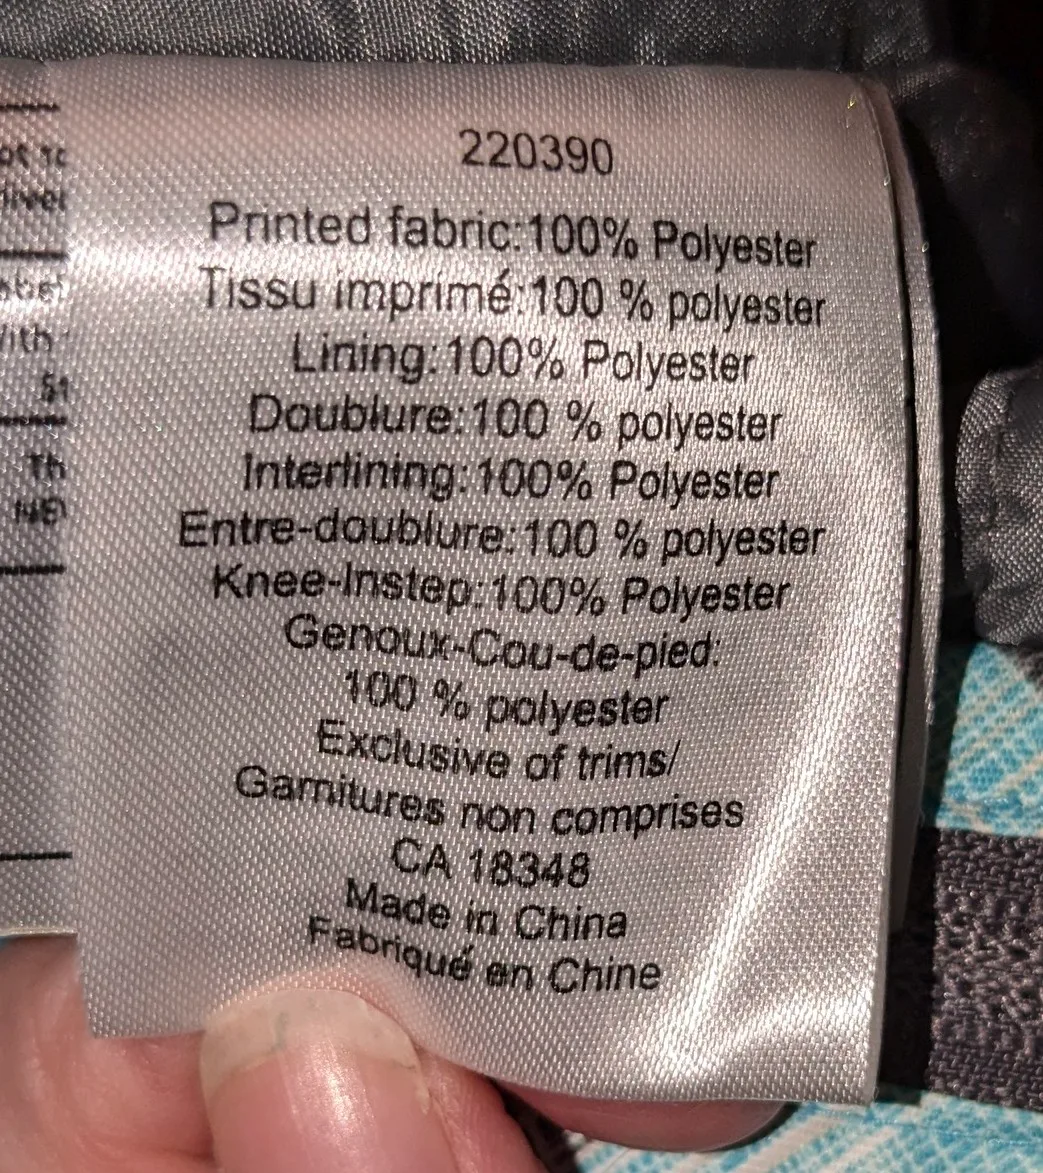 220390
Printed fabric:100% Polyester
Tissu imprimé:100 % polyester
Lining:100% Polyester
Doublure:100 % polyester
Interlining:100% Polyester
Entre-doublure:100 % polyester
Knee-Instep:100% Polyester
Genoux-Cou-de-pied:
100 % polyester
Exclusive of trims/
Garnitures non comprises
CA 18348
Made in China
Fabriqué en Chine